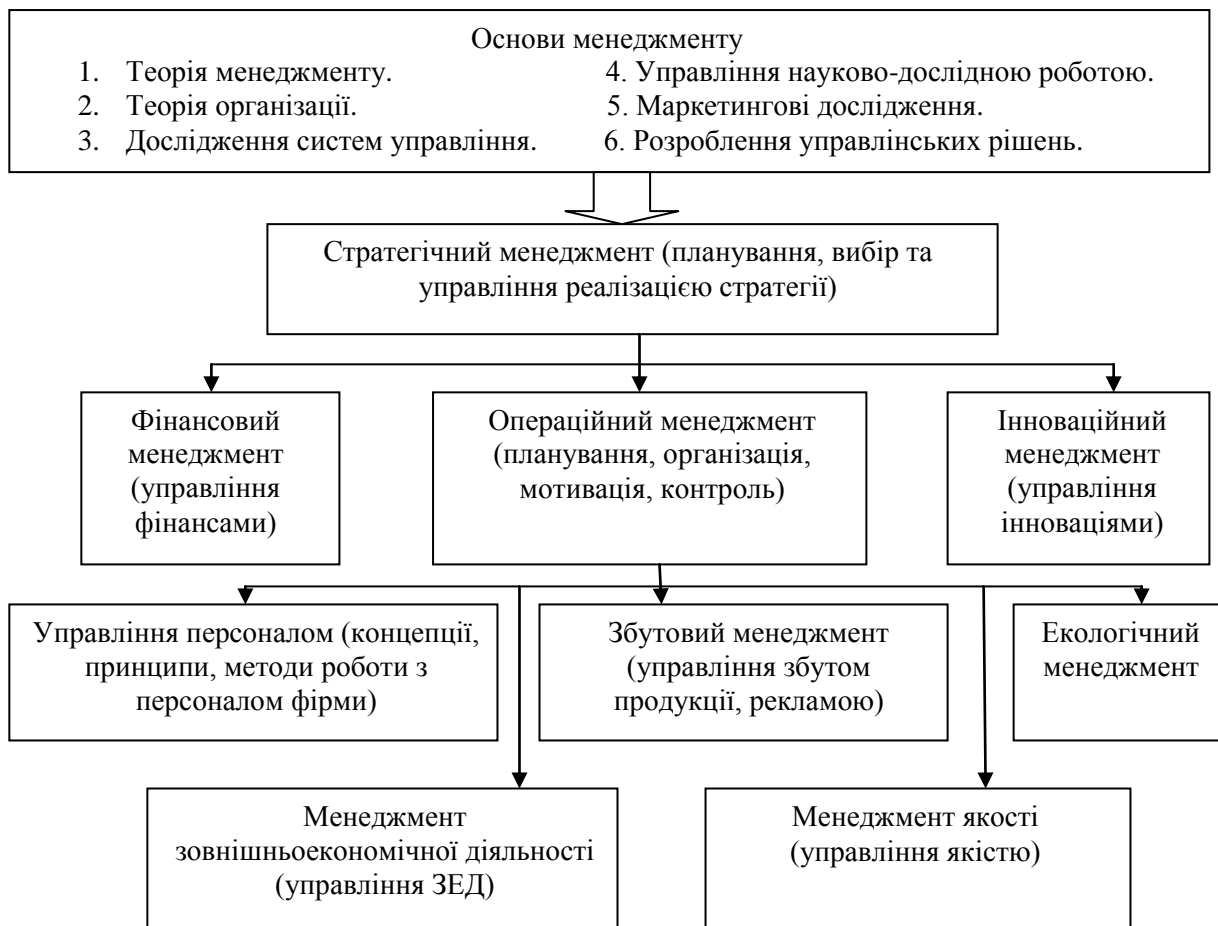 Основи менеджменту
1. Теорія менеджменту.
2. Теорія організації.
3. Дослідження систем управління.
4. Управління науково-дослідною роботою.
5. Маркетингові дослідження.
6. Розроблення управлінських рішень.
Стратегічний менеджмент (планування, вибір та
управління реалізацією стратегії)
Фінансовий
менеджмент
(управління
фінансами)
Операційний менеджмент
(планування, організація,
мотивація, контроль)
Інноваційний
менеджмент
(управління
інноваціями)
Управління персоналом (концепції,
принципи, методи роботи з
персоналом фірми)
Збутовий менеджмент
(управління збутом
продукції, рекламою)
Екологічний
менеджмент
Менеджмент
зовнішньоекономічної діяльності
(управління ЗЕД)
Менеджмент якості
(управління якістю)